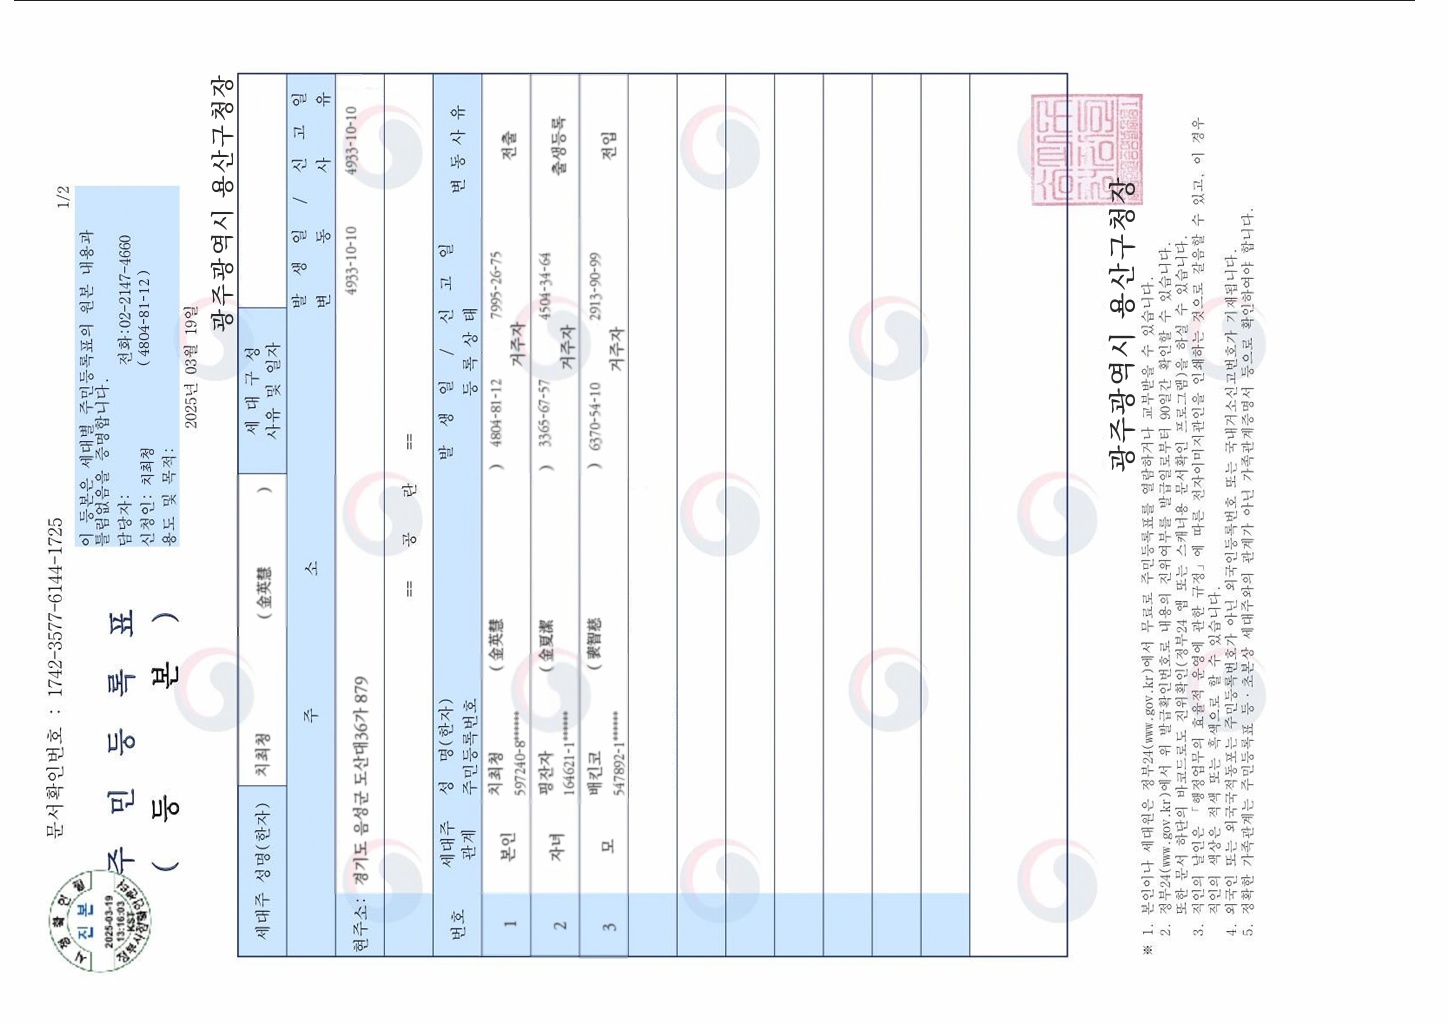 문서확인번호 : 1742-3577-6144-1725
1/2
주 민 등 록 표
( 등 본 )
이 등본은 세대별 주민등록표의 원본 내용과
틀림없음을 증명합니다.
담당자: 전화:02-2147-4660
신청인: 치최청 ( 4804-81-12 )
용도 및 목적:
2025년 03월 19일
광주광역시 용산구청장
시점확인필
진본
2025-03-19
13:16:03
KST
세대주 성명(한자) 치최청 ( 金英慧 ) 세 대 구 성
사유 및 일자
주 소 발 생 일 / 신 고 일
변 동 사 유
현주소: 경기도 음성군 도산대36가 879 4933-10-10 4933-10-10
== 공 란 ==
번호 세대주 관계 성 명(한자) 주민등록번호 발 생 일 / 신 고 일 등 록 상 태 변 동 사 유
1 본인 치최청 ( 金英慧 ) 4804-81-12 7995-26-75 전출
597240-8****** 거주자
2 자녀 핑잔자 ( 金夏潔 ) 3365-67-57 4504-34-64 출생등록
164621-1****** 거주자
3 모 배킨코 ( 裵智慈 ) 6370-54-10 2913-90-99 전입
547892-1****** 거주자
광주광역시 용산구청장
※ 1. 본인이나 세대원은 정부24(www.gov.kr)에서 무료로 주민등록표를 열람하거나 교부받을 수 있습니다.
2. 정부24(www.gov.kr)에서 위 발급확인번호로 내용의 진위여부를 발급일로부터 90일간 확인할 수 있습니다.
또한 문서 하단의 바코드로도 진위확인(정부24 앱 또는 스캐너용 문서확인 프로그램)을 하실 수 있습니다.
3. 직인의 날인은 「행정업무의 효율적 운영에 관한 규정」에 따른 전자이미지관인을 인쇄하는 것으로 갈음할 수 있고, 이 경우
직인의 색상은 적색 또는 흑색으로 할 수 있습니다.
4. 외국인 또는 외국국적동포는 주민등록번호가 아닌 외국인등록번호 또는 국내거소신고번호가 기재됩니다.
5. 정확한 가족관계는 주민등록표 등·초본상 세대주와의 관계가 아닌 가족관계증명서 등으로 확인하여야 합니다.